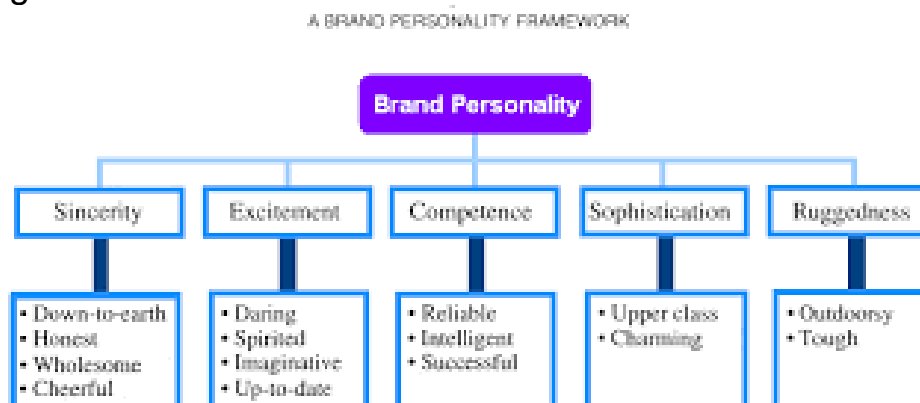 A BRAND PERSONALITY FRAMEWORK
Brand Personality
Sincerity
Excitement
Competence
Sophistication
Ruggedness
• Down-to-earth
• Honest
• Wholesome
• Cheerful
• Daring
• Spirited
• Imaginative
• Up-to-date
• Reliable
• Intelligent
• Successful
• Upper class
• Charming
• Outdoorsy
• Tough